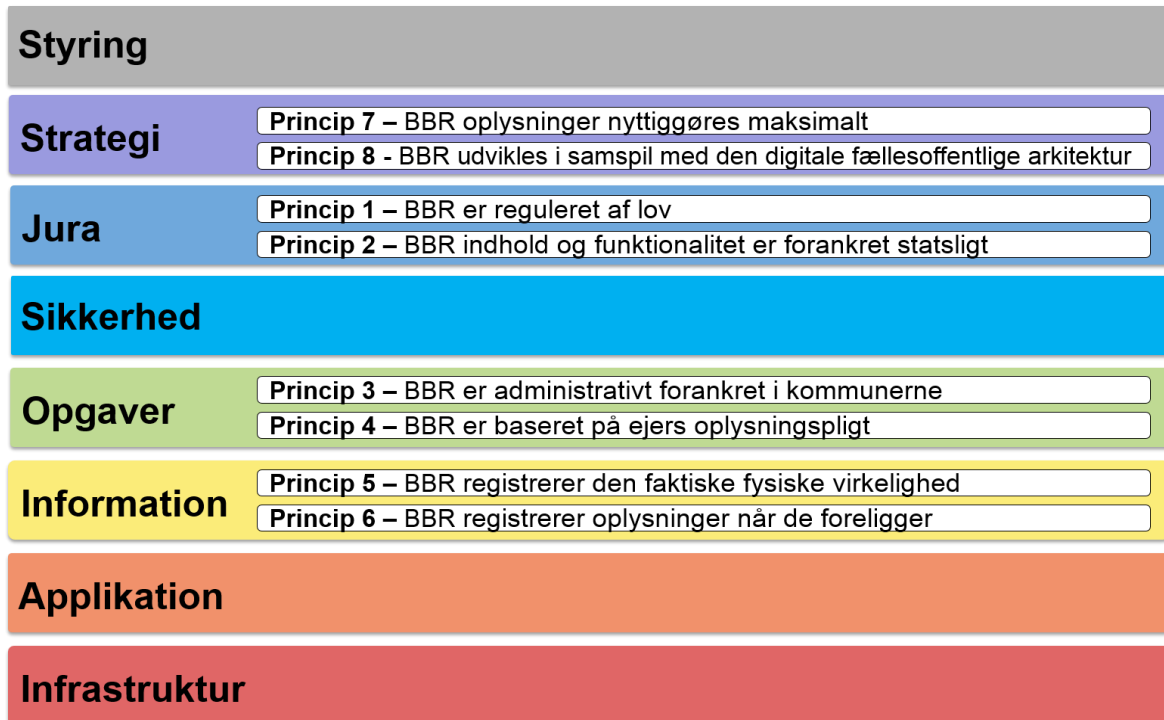 Styring
Strategi
Princip 7 – BBR oplysninger nyttiggøres maksimalt
Princip 8 - BBR udvikles i samspil med den digitale fællesoffentlige arkitektur
Jura
Princip 1 – BBR er reguleret af lov
Princip 2 – BBR indhold og funktionalitet er forankret statsligt
Sikkerhed
Opgaver
Princip 3 – BBR er administrativt forankret i kommunerne
Princip 4 – BBR er baseret på ejers oplysningspligt
Information
Princip 5 – BBR registrerer den faktiske fysiske virkelighed
Princip 6 – BBR registrerer oplysninger når de foreligger
Applikation
Infrastruktur